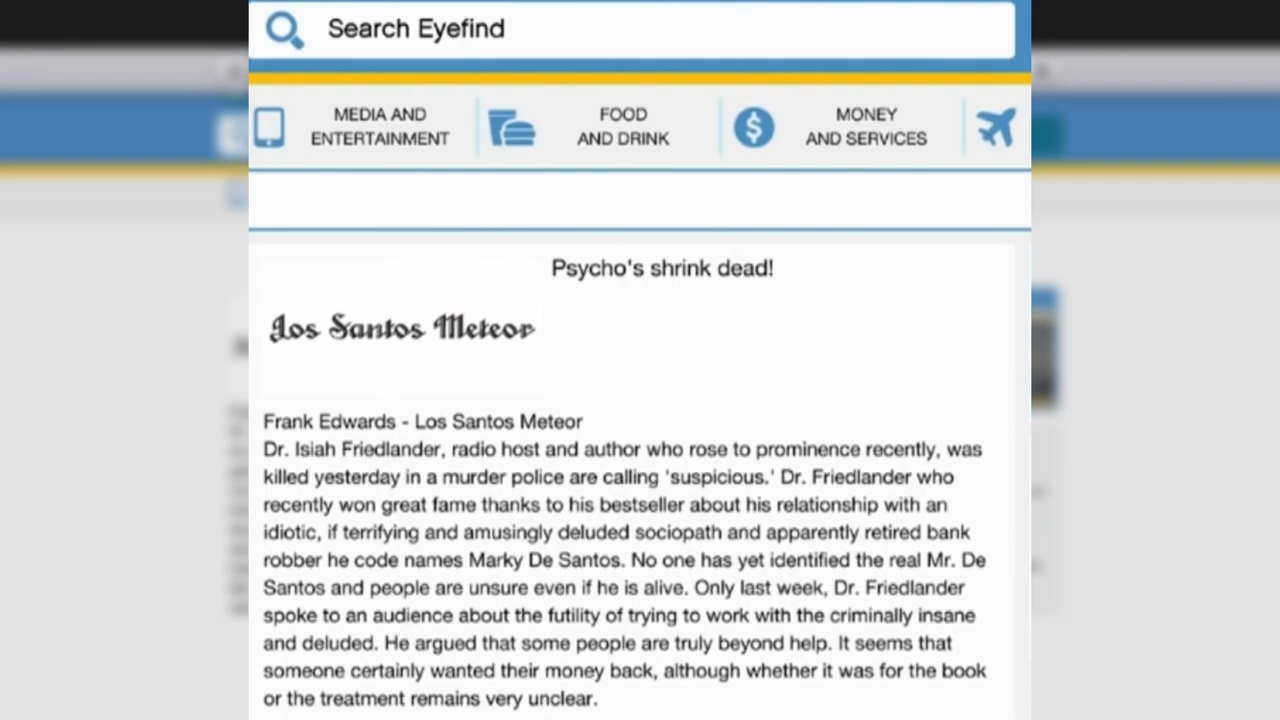 Search Eyefind
MEDIA AND
ENTERTAINMENT
FOOD
AND DRINK
MONEY
AND SERVICES
Psycho's shrink dead!
Los Santos Meteor
Frank Edwards - Los Santos Meteor
Dr. Isiah Friedlander, radio host and author who rose to prominence recently, was
killed yesterday in a murder police are calling 'suspicious.' Dr. Friedlander who
recently won great fame thanks to his bestseller about his relationship with an
idiotic, if terrifying and amusingly deluded sociopath and apparently retired bank
robber he code names Marky De Santos. No one has yet identified the real Mr. De
Santos and people are unsure even if he is alive. Only last week, Dr. Friedlander
spoke to an audience about the futility of trying to work with the criminally insane
and deluded. He argued that some people are truly beyond help. It seems that
someone certainly wanted their money back, although whether it was for the book
or the treatment remains very unclear.